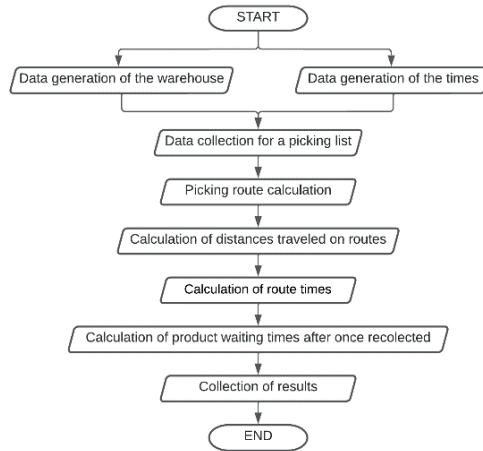 START
Data generation of the warehouse
Data generation of the times
Data collection for a picking list
Picking route calculation
Calculation of distances traveled on routes
Calculation of route times
Calculation of product waiting times after once recolected
Collection of results
END